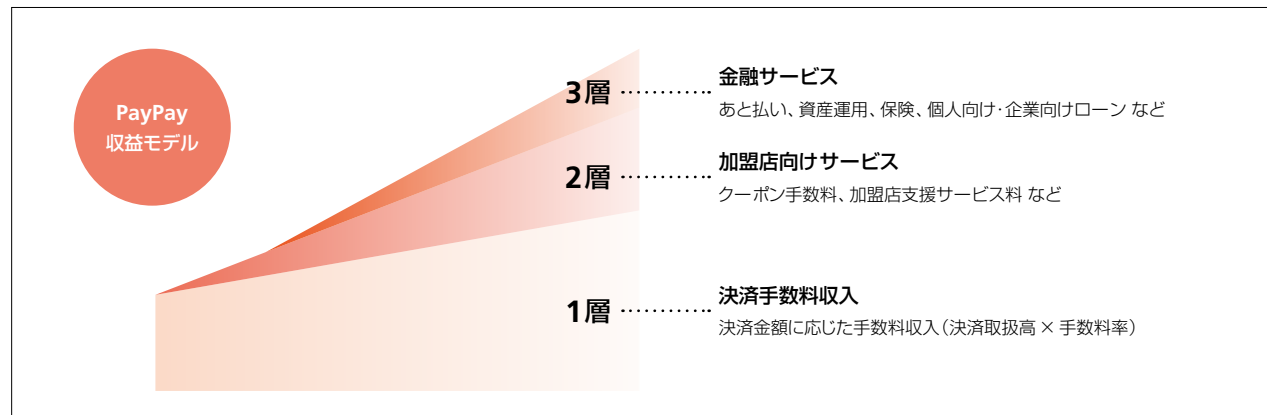 PayPay
収益モデル
3層
金融サービス
あと払い、資産運用、保険、個人向け・企業向けローン など
2層
加盟店向けサービス
クーポン手数料、加盟店支援サービス料 など
1層
決済手数料収入
決済金額に応じた手数料収入（決済取扱高 × 手数料率）